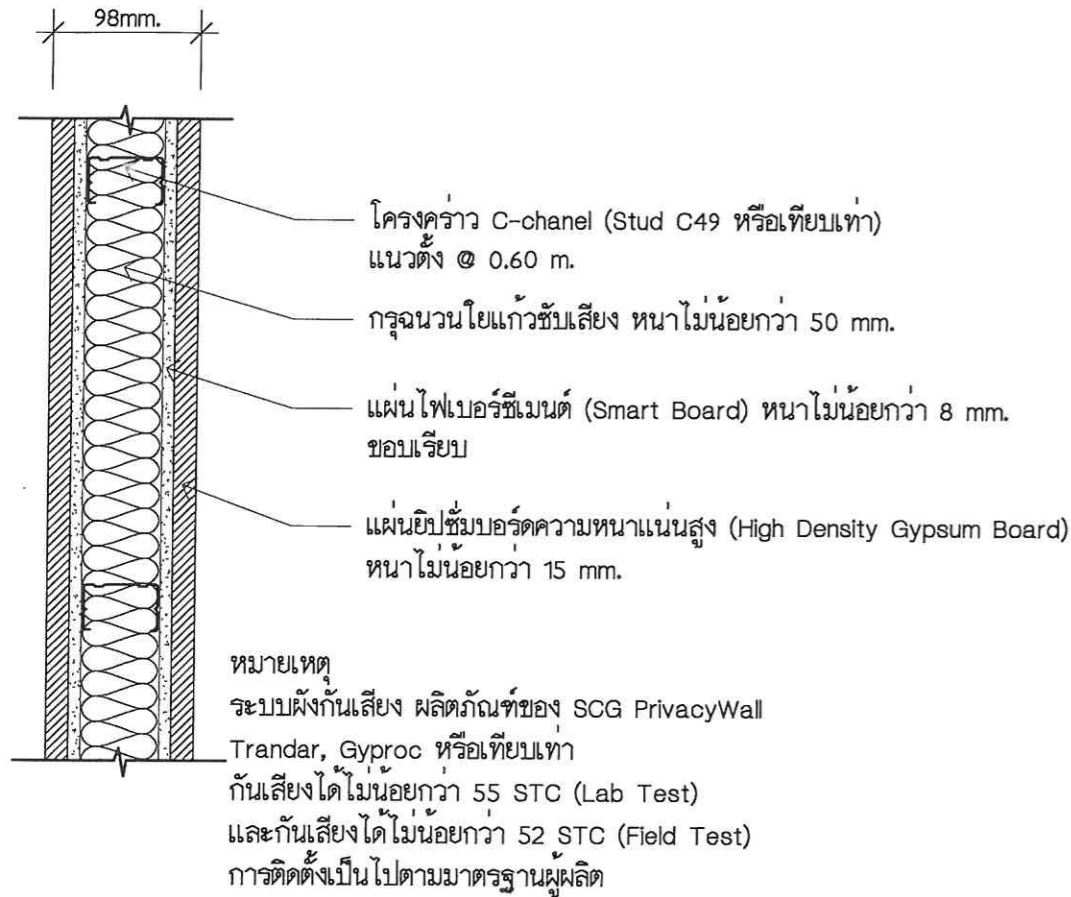 98mm.
โครงคร่าว C-chanel (Stud C49 หรือเทียบเท่า)
แนวตั้ง @ 0.60 m.
กรุฉนวนใยแก้วซับเสียง หนาไม่น้อยกว่า 50 mm.
แผ่นไฟเบอร์ซีเมนต์ (Smart Board) หนาไม่น้อยกว่า 8 mm.
ขอบเรียบ
แผ่นยิปซั่มบอร์ดความหนาแน่นสูง (High Density Gypsum Board)
หนาไม่น้อยกว่า 15 mm.
หมายเหตุ
ระบบผังกันเสียง ผลิตภัณฑ์ของ SCG PrivacyWall
Trandar, Gyproc หรือเทียบเท่า
กันเสียงได้ไม่น้อยกว่า 55 STC (Lab Test)
และกันเสียงได้ไม่น้อยกว่า 52 STC (Field Test)
การติดตั้งเป็นไปตามมาตรฐานผู้ผลิต